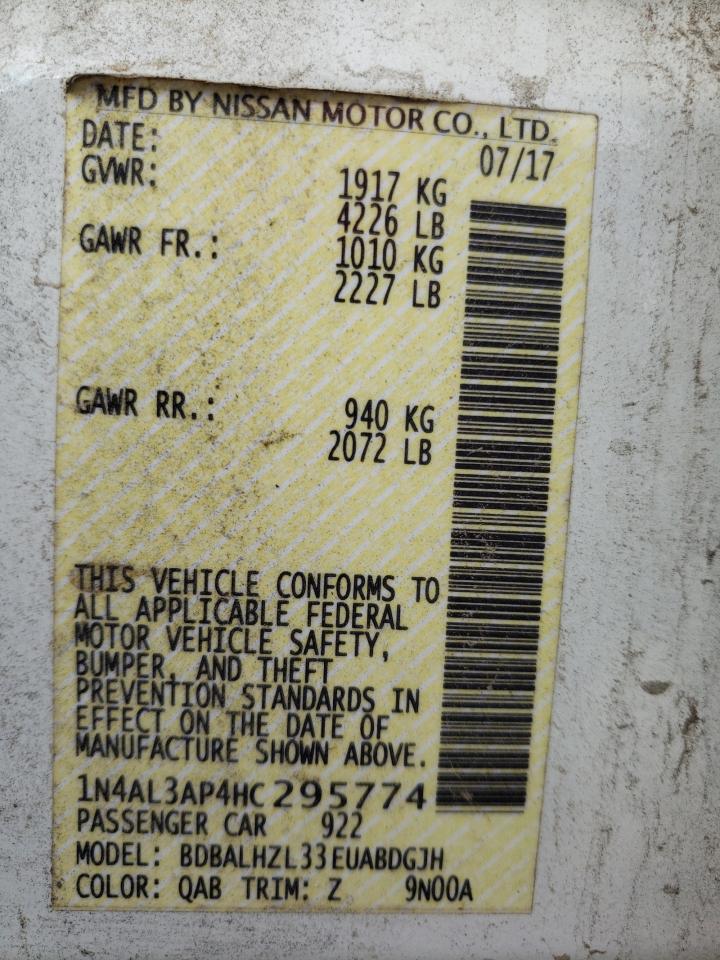 MFD BY NISSAN MOTOR CO., LTD.
DATE: 07/17
GVWR: 1917 KG
4226 LB
GAWR FR.: 1010 KG
2227 LB
GAWR RR.: 940 KG
2072 LB
THIS VEHICLE CONFORMS TO
ALL APPLICABLE FEDERAL
MOTOR VEHICLE SAFETY,
BUMPER, AND THEFT
PREVENTION STANDARDS IN
EFFECT ON THE DATE OF
MANUFACTURE SHOWN ABOVE.
1N4AL3AP4HC295774
PASSENGER CAR 922
MODEL: BDBALHZL33EUABDGJH
COLOR: QAB TRIM: Z 9N00A